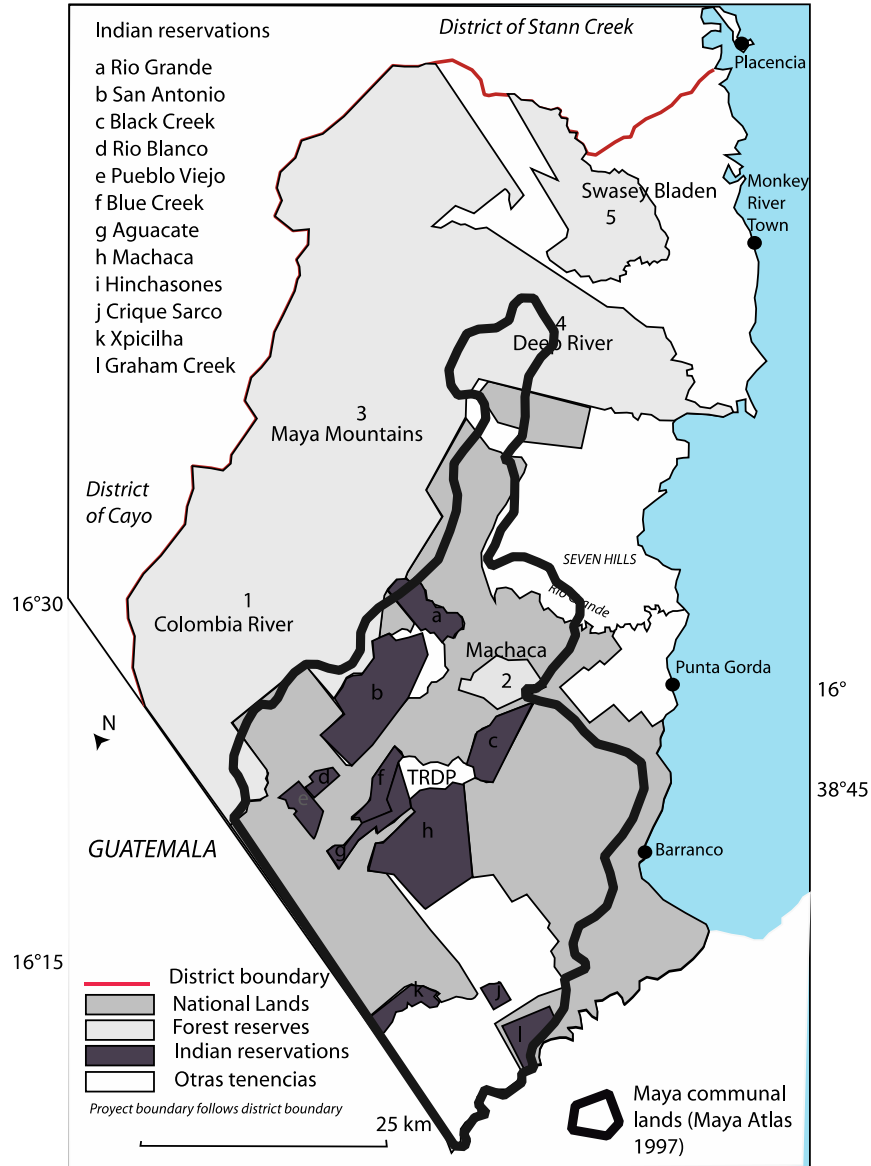 Indian reservations
a Rio Grande
b San Antonio
c Black Creek
d Rio Blanco
e Pueblo Viejo
f Blue Creek
g Aguacate
h Machaca
i Hinchasones
j Crique Sarco
k Xpicilha
l Graham Creek
District of Stann Creek
Placencia
Swasey Bladen
5
Monkey
River
Town
4
Deep River
3
Maya Mountains
District
of Cayo
SEVEN HILLS
Rio Grande
16°30
1
Colombia River
a
Machaca
2
Punta Gorda
16°
b
N
c
d
e
f
TRDP
38°45
GUATEMALA
g
h
Barranco
16°15
k
J
l
District boundary
National Lands
Forest reserves
Indian reservations
Otras tenencias
Proyect boundary follows district boundary
25 km
Maya communal
lands (Maya Atlas
1997)